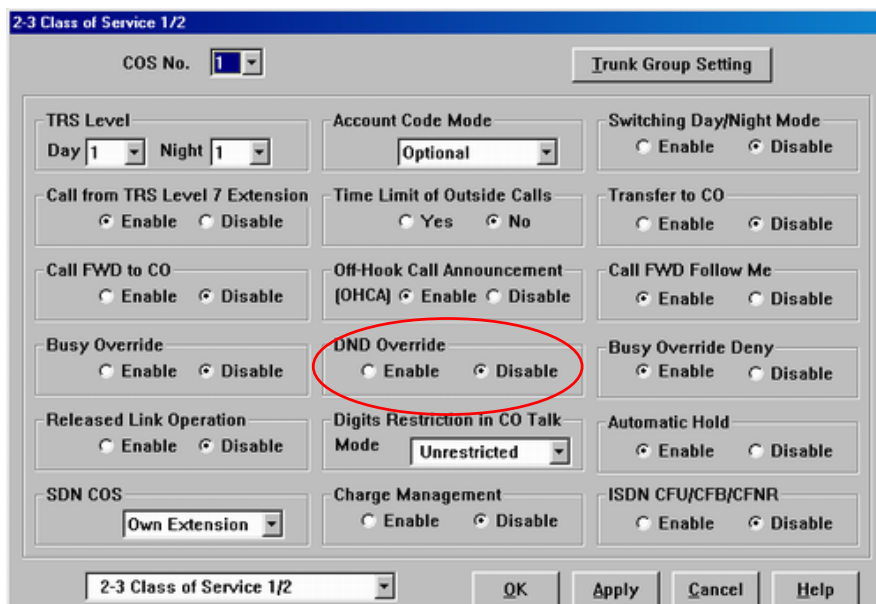 2-3 Class of Service 1/2
COS No. 1
Trunk Group Setting
TRS Level
Day 1 Night 1
Account Code Mode
Optional
Switching Day/Night Mode
Enable Disable
Call from TRS Level 7 Extension
Enable Disable
Time Limit of Outside Calls
Yes No
Transfer to CO
Enable Disable
Call FWD to CO
Enable Disable
Off-Hook Call Announcement
(OHCA) Enable Disable
Call FWD Follow Me
Enable Disable
Busy Override
Enable Disable
DND Override
Enable Disable
Busy Override Deny
Enable Disable
Released Link Operation
Enable Disable
Digits Restriction in CO Talk
Mode Unrestricted
Automatic Hold
Enable Disable
SDN COS
Own Extension
Charge Management
Enable Disable
ISDN CFU/CFB/CFNR
Enable Disable
2-3 Class of Service 1/2
OK Apply Cancel Help